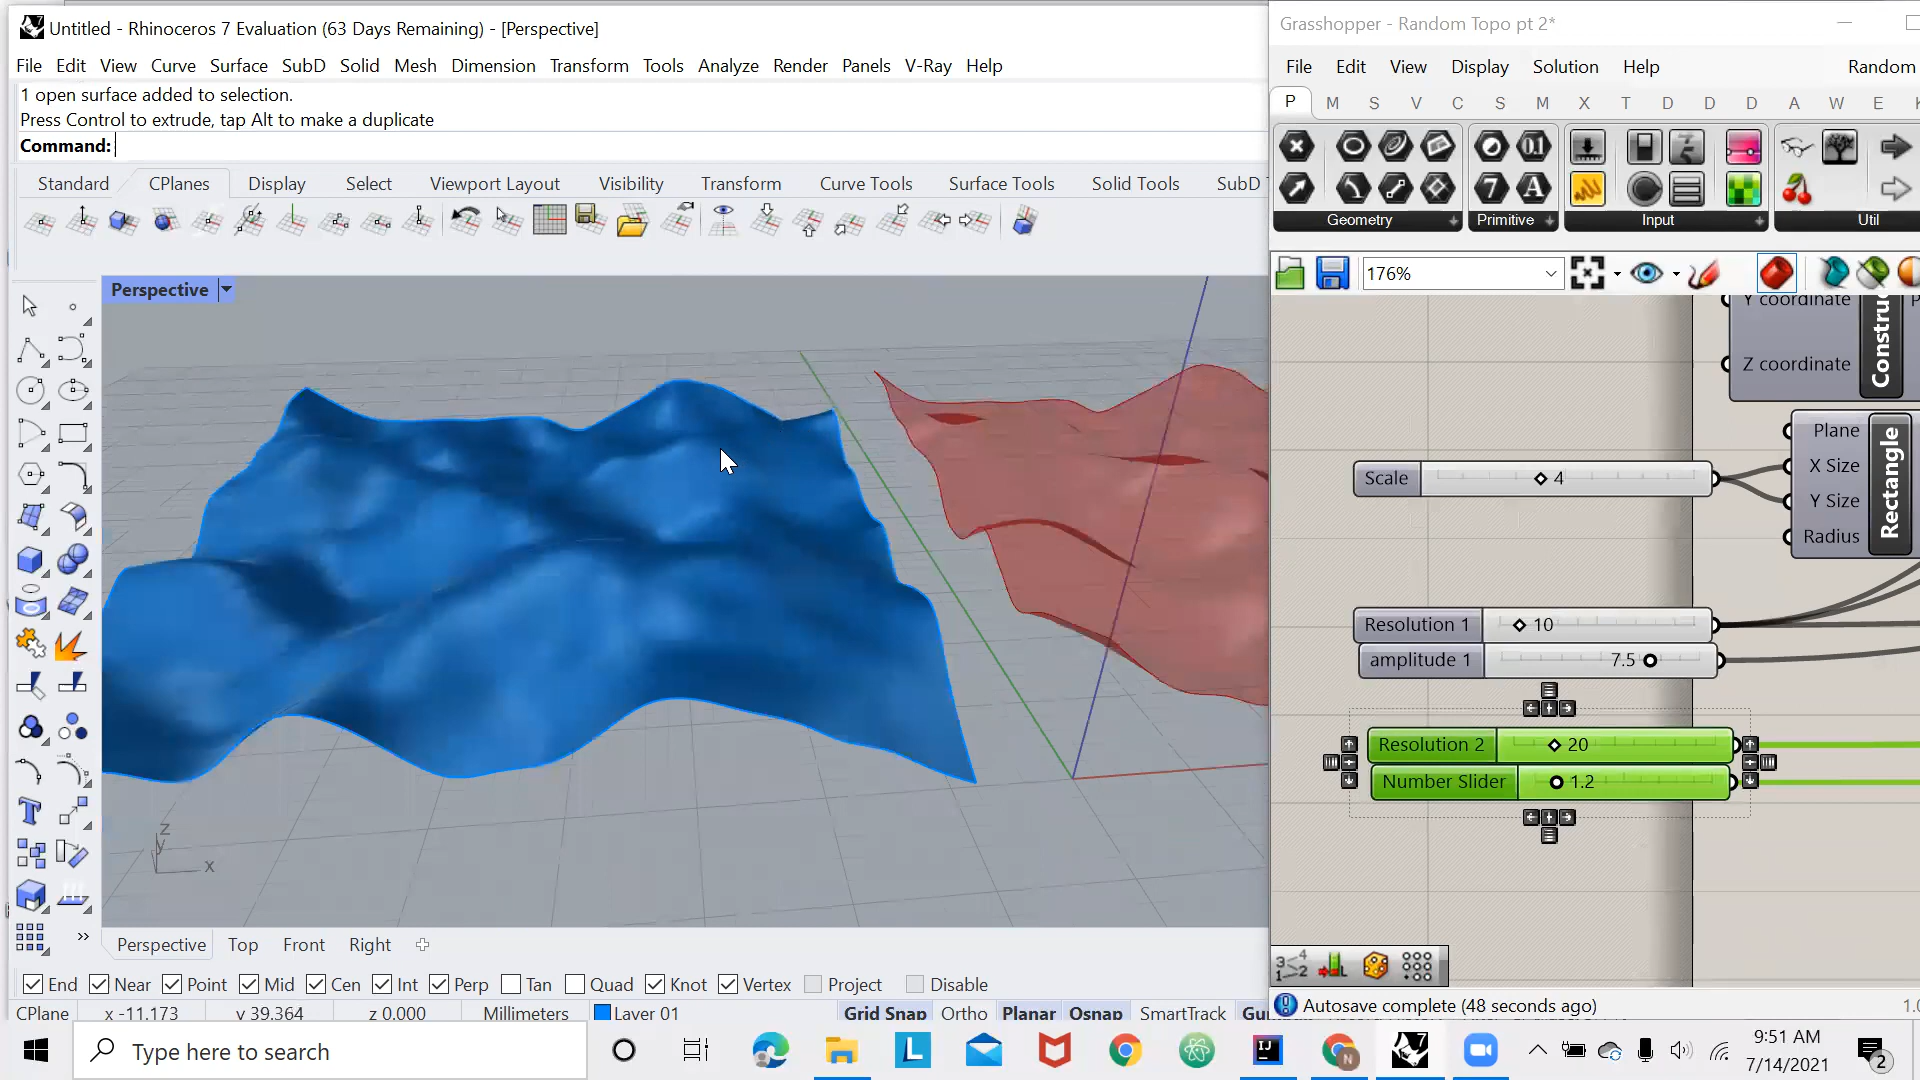 Untitled - Rhinoceros 7 Evaluation (63 Days Remaining) - [Perspective]
File Edit View Curve Surface SubD Solid Mesh Dimension Transform Tools Analyze Render Panels V-Ray Help
1 open surface added to selection.
Press Control to extrude, tap Alt to make a duplicate
Command:
Standard CPlanes Display Select Viewport Layout Visibility Transform Curve Tools Surface Tools Solid Tools SubD
Perspective
z
y
x
Perspective Top Front Right
End Near Point Mid Cen Int Perp Tan Quad Knot Vertex Project Disable
CPlane x -11.173 y 39.364 z 0.000 Millimeters Layer 01 Grid Snap Ortho Planar Osnap SmartTrack
Grasshopper - Random Topo pt 2*
File Edit View Display Solution Help Random
P M S V C S M X T D D D A W E
Geometry Primitive Input Util
176%
Y coordinate
Z coordinate
Plane
X Size
Y Size
Radius
Rectangle
Scale 4
Resolution 1 10
amplitude 1 7.5
Resolution 2 20
Number Slider 1.2
Autosave complete (48 seconds ago)
Type here to search
9:51 AM
7/14/2021
2